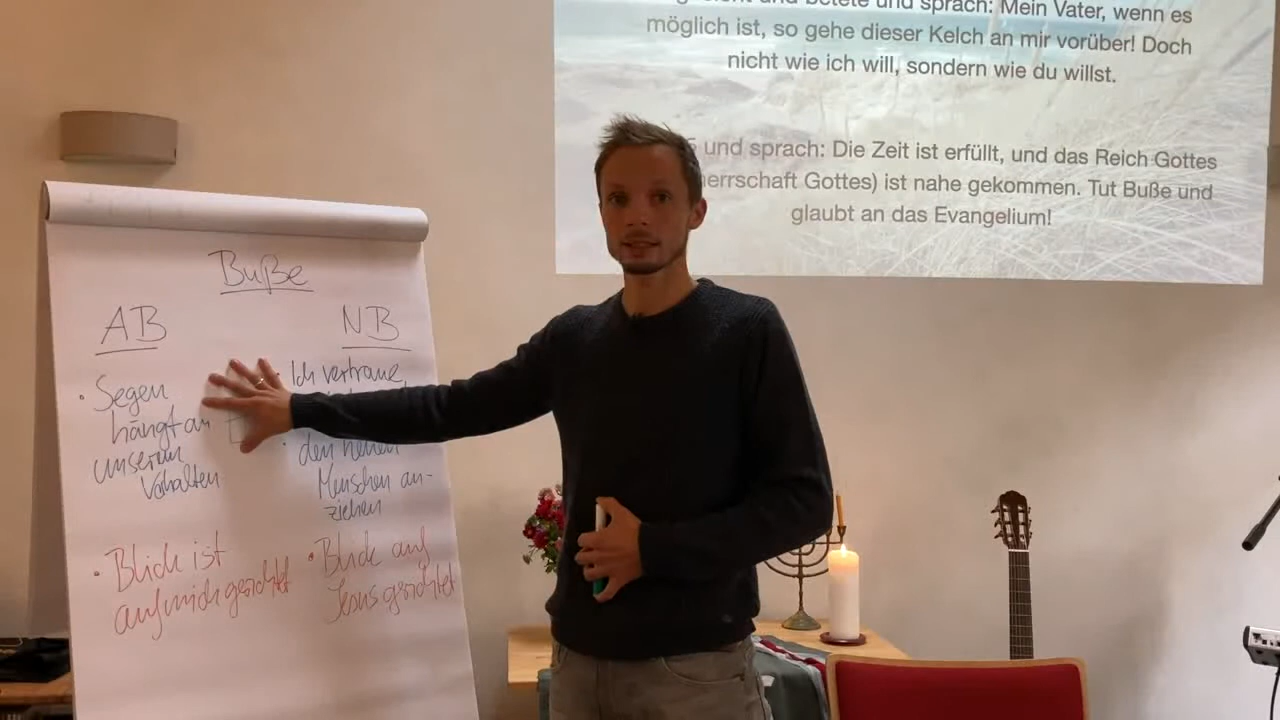 und sprach: Mein Vater, wenn es
möglich ist, so gehe dieser Kelch an mir vorüber! Doch
nicht wie ich will, sondern wie du willst.
und sprach: Die Zeit ist erfüllt, und das Reich Gottes
Gottes) ist nahe gekommen. Tut Buße und
glaubt an das Evangelium!
Buße
AB
Segen
hängt an
unserem
Verhalten
Blick ist
auf mich gerichtet
NB
Ich vertraue,
den neuen
Menschen an-
ziehen
Blick auf
Jesus gerichtet